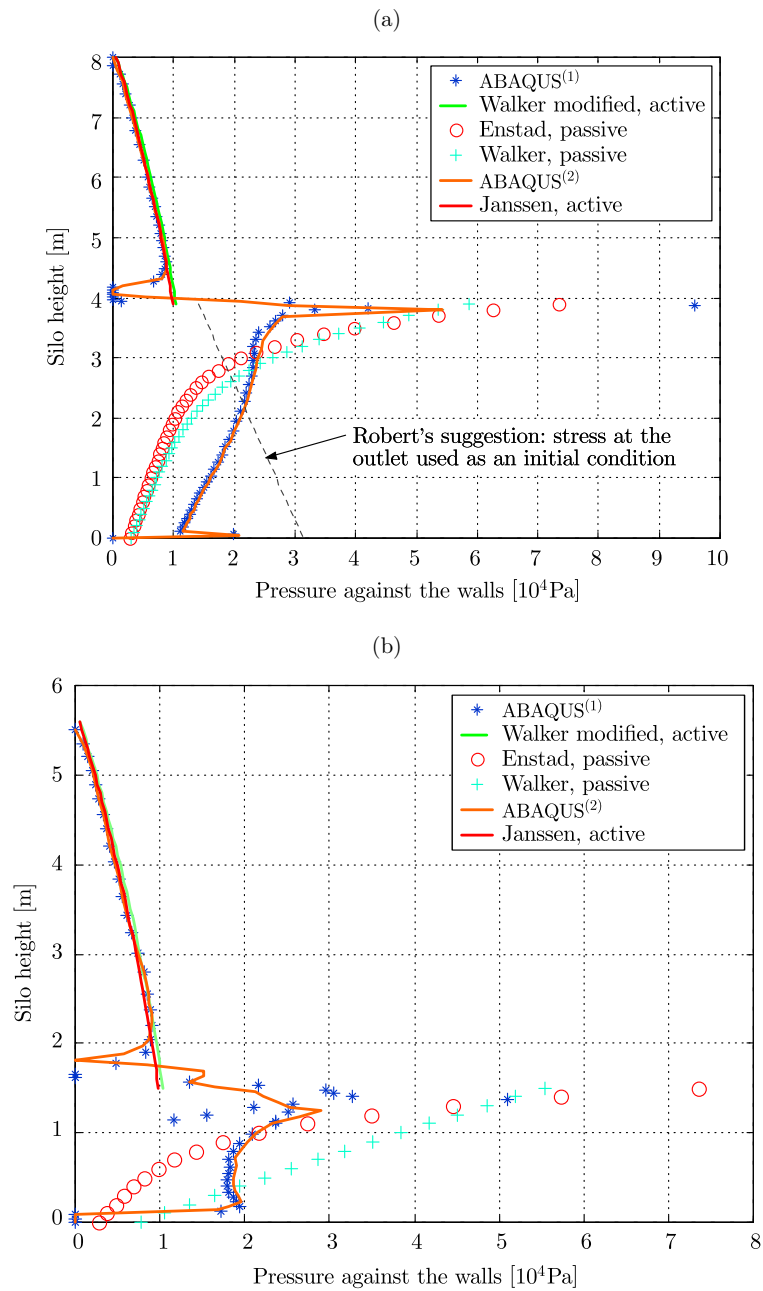 (a)
8
7
6
5
4
3
2
1
0
Silo height [m]
ABAQUS(1)
Walker modified, active
Enstad, passive
Walker, passive
ABAQUS(2)
Janssen, active
Robert's suggestion: stress at the
outlet used as an initial condition
0 1 2 3 4 5 6 7 8 9 10
Pressure against the walls [10⁴Pa]
(b)
6
5
4
3
2
1
0
Silo height [m]
ABAQUS(1)
Walker modified, active
Enstad, passive
Walker, passive
ABAQUS(2)
Janssen, active
0 1 2 3 4 5 6 7 8
Pressure against the walls [10⁴Pa]